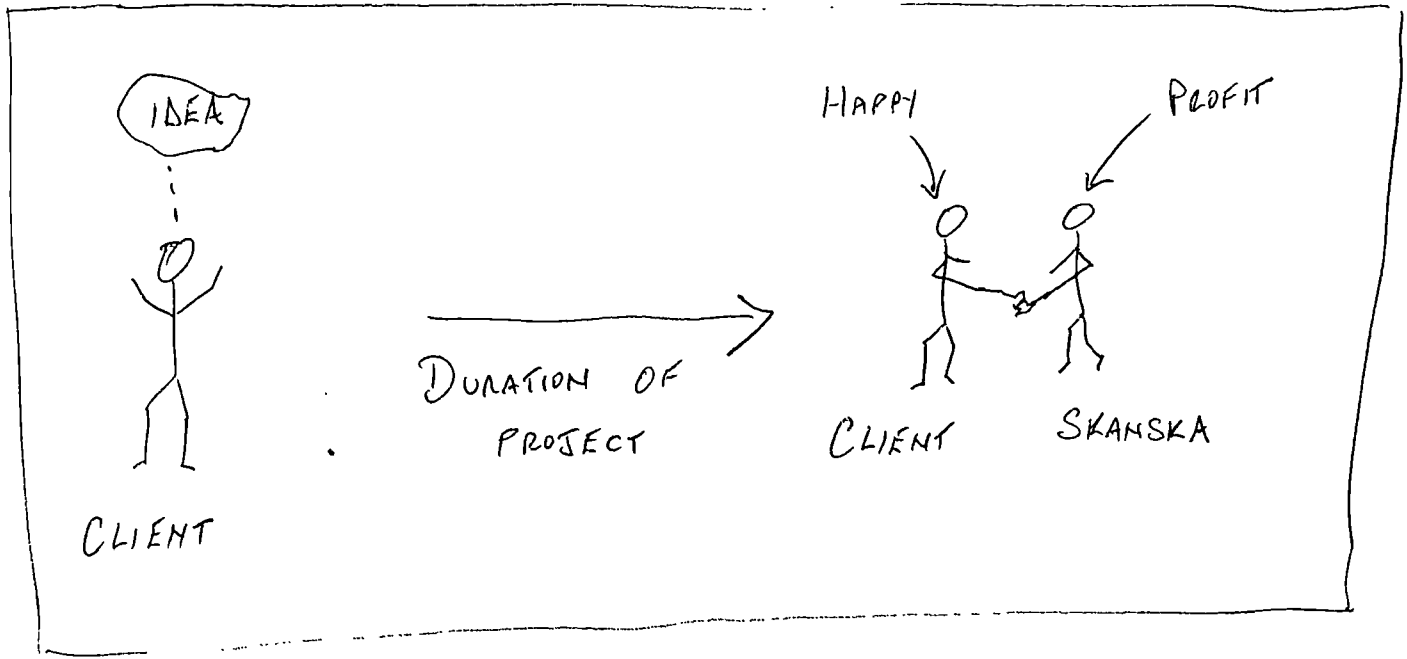 IDEA
CLIENT
DURATION OF
PROJECT
HAPPY
PROFIT
CLIENT
SKANSKA